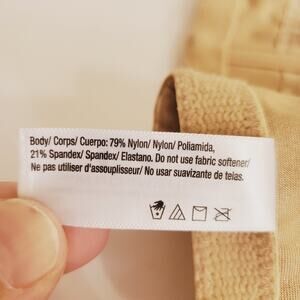 Body/ Corps/ Cuerpo: 79% Nylon/ Nylon/ Poliamida,
21% Spandex/ Spandex/ Elastano. Do not use fabric softener/
Ne pas utiliser d'assouplisseur/ No usar suavizante de telas.